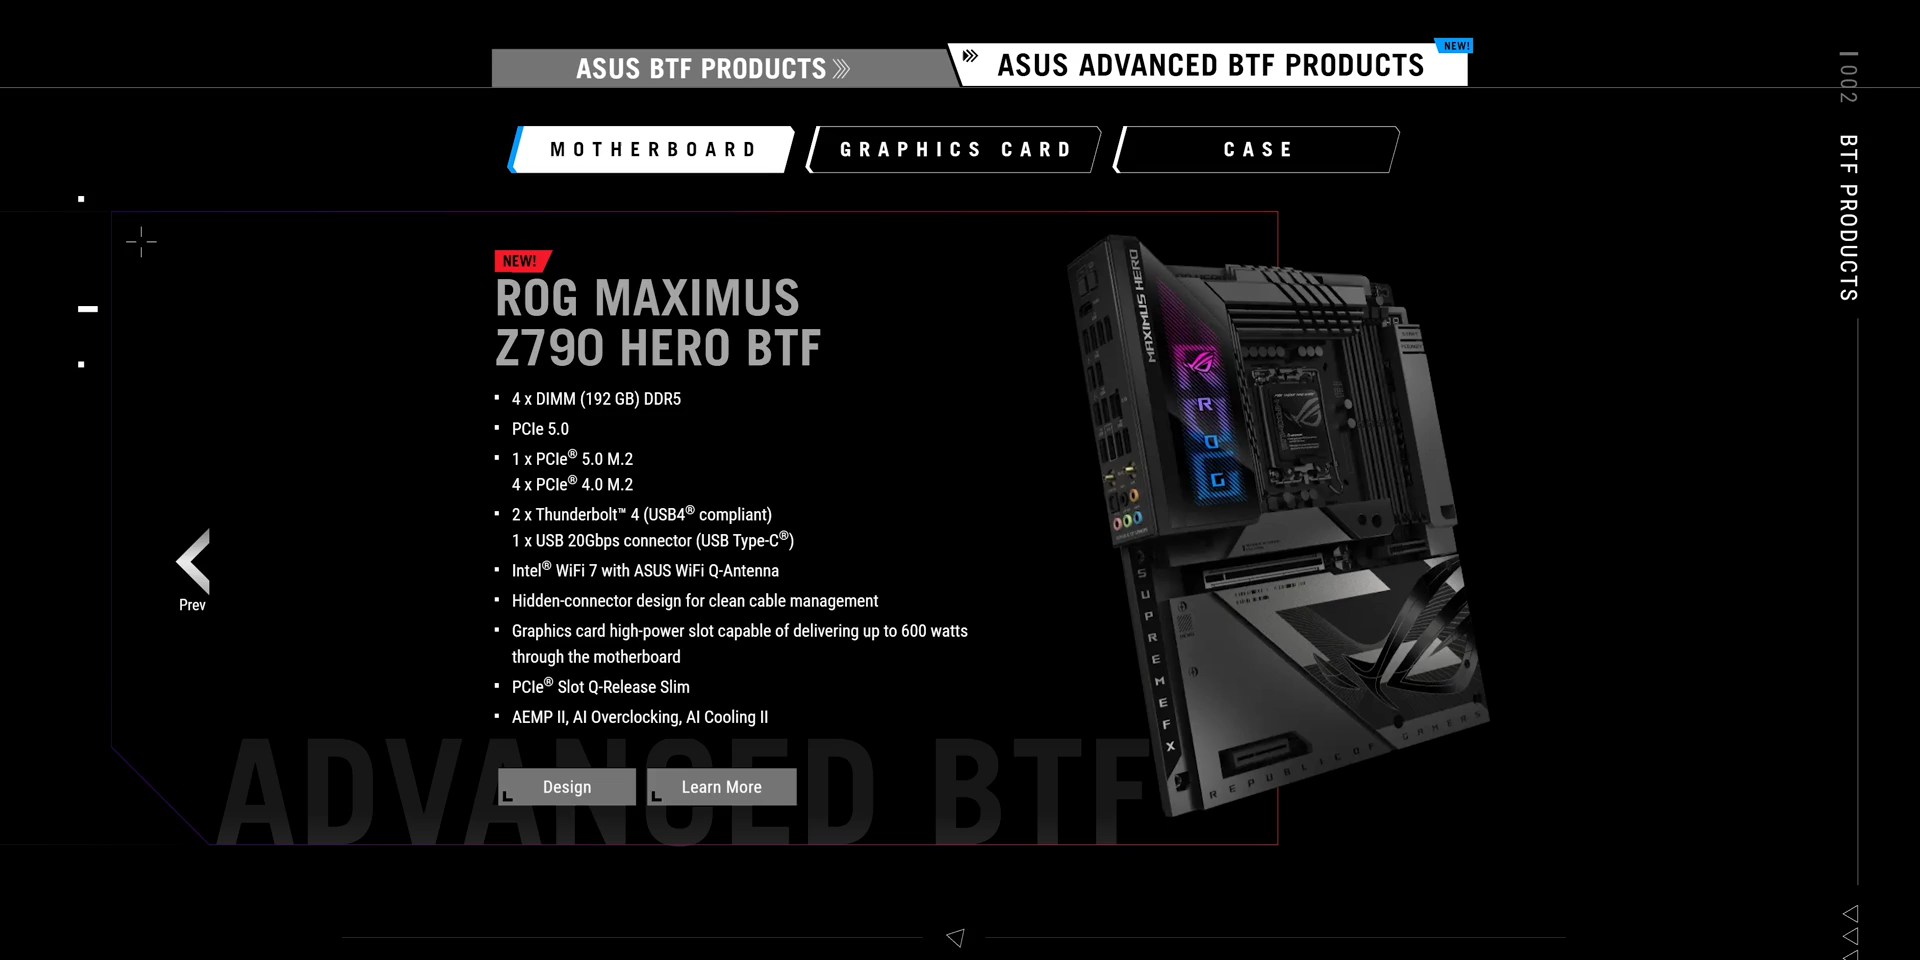 ASUS BTF PRODUCTS
ASUS ADVANCED BTF PRODUCTS
NEW!
002 BTF PRODUCTS
MOTHERBOARD
GRAPHICS CARD
CASE
NEW!
ROG MAXIMUS
Z790 HERO BTF
4 x DIMM (192 GB) DDR5
PCIe 5.0
1 x PCIe® 5.0 M.2
4 x PCIe® 4.0 M.2
2 x Thunderbolt™ 4 (USB4® compliant)
1 x USB 20Gbps connector (USB Type-C®)
Intel® WiFi 7 with ASUS WiFi Q-Antenna
Hidden-connector design for clean cable management
Graphics card high-power slot capable of delivering up to 600 watts
through the motherboard
PCIe® Slot Q-Release Slim
AEMP II, AI Overclocking, AI Cooling II
Design
Learn More
Prev
ADVANCED BTF
MAXIMUS HERO
ROG
SUPREMEFX
REPUBLIC OF GAMERS